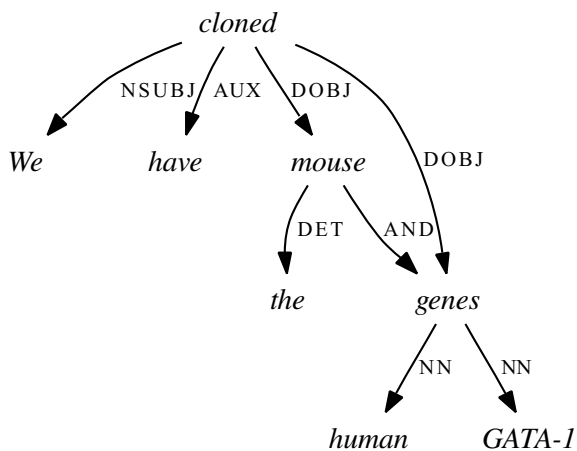 cloned
NSUBJ AUX DOBJ
We have mouse DOBJ
DET AND
the genes
NN NN
human GATA-1